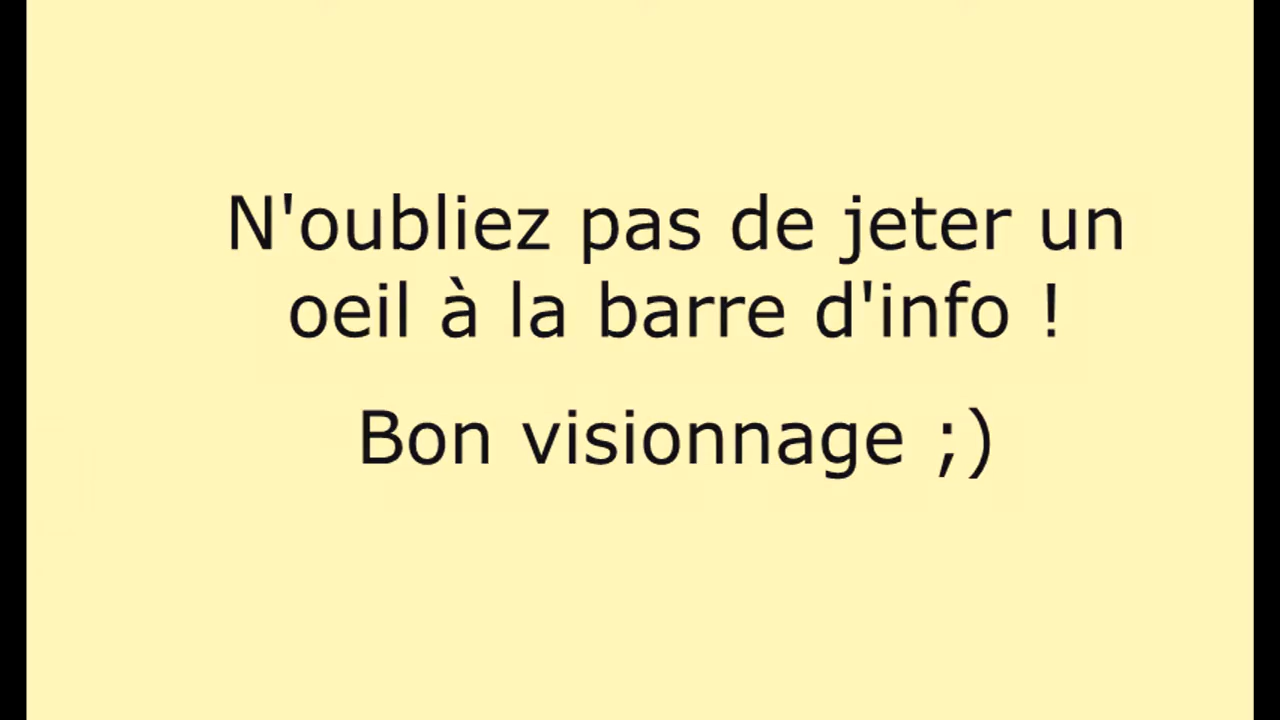 N'oubliez pas de jeter un
oeil à la barre d'info !
Bon visionnage ;)